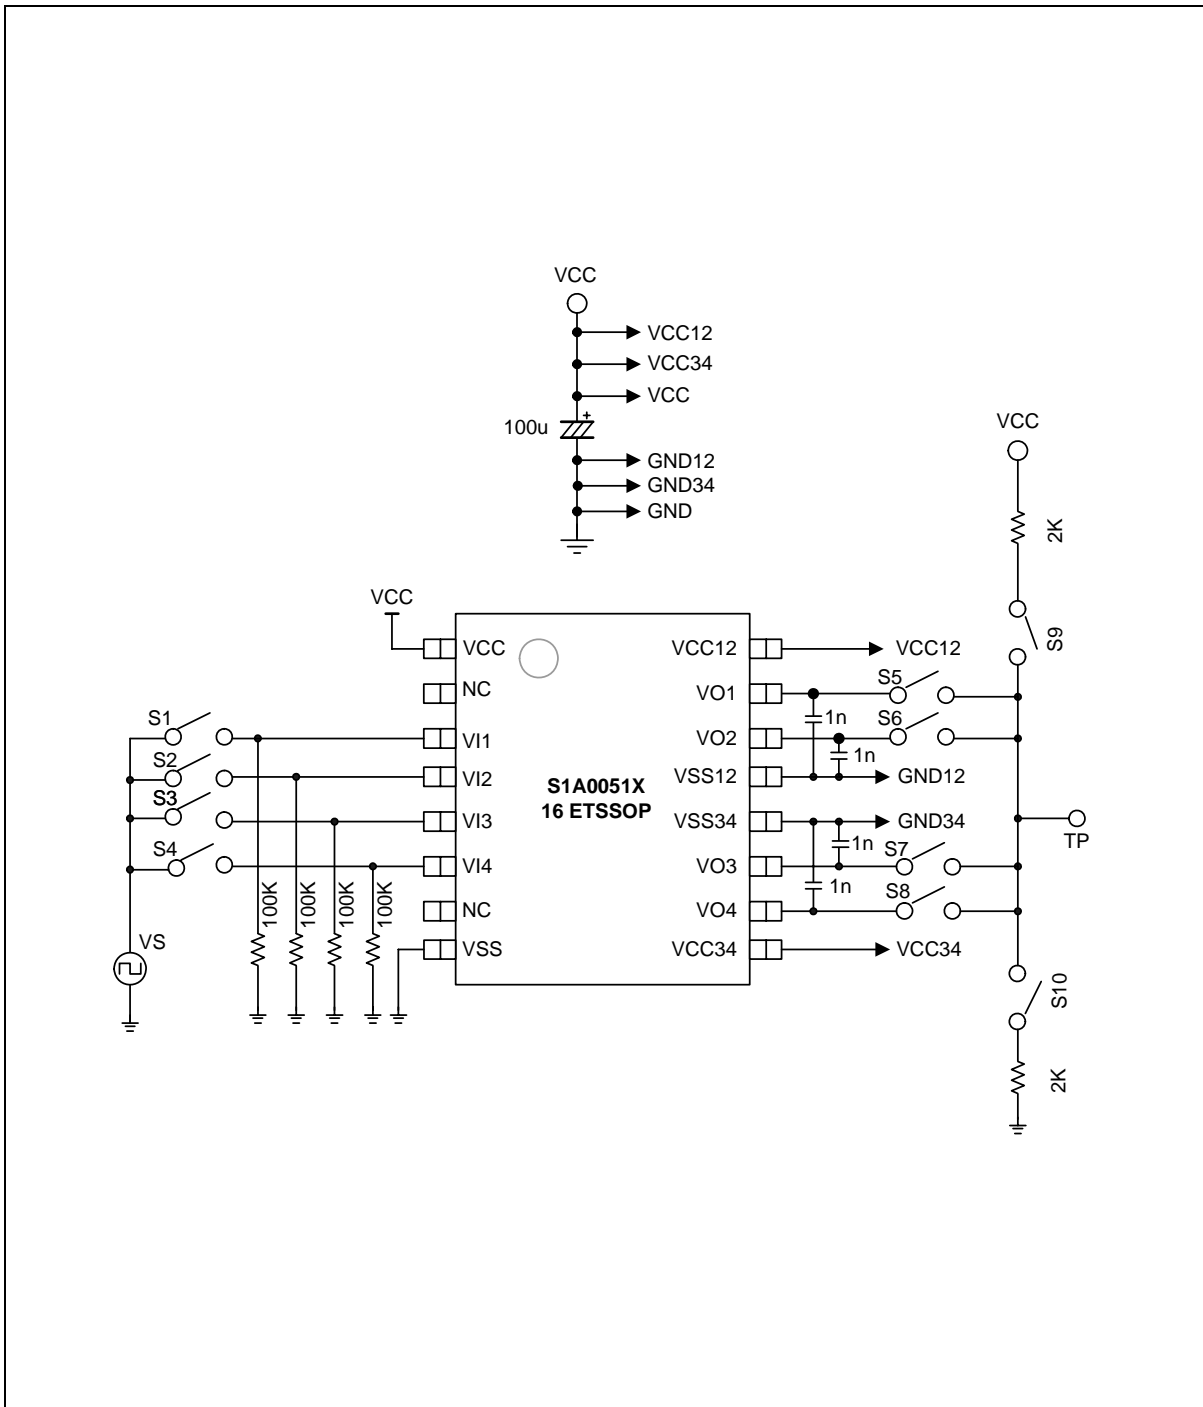 VCC
VCC12
VCC34
VCC
100u
+
GND12
GND34
GND
VCC
2K
S9
VCC
VCC
NC
VI1
VI2
VI3
VI4
NC
VSS
S1A0051X
16 ETSSOP
VCC12
VO1
VO2
VSS12
VSS34
VO3
VO4
VCC34
S1
S2
S3
S4
VS
100K
100K
100K
100K
VCC12
S5
1n
S6
1n
GND12
GND34
1n
S7
1n
S8
VCC34
TP
S10
2K